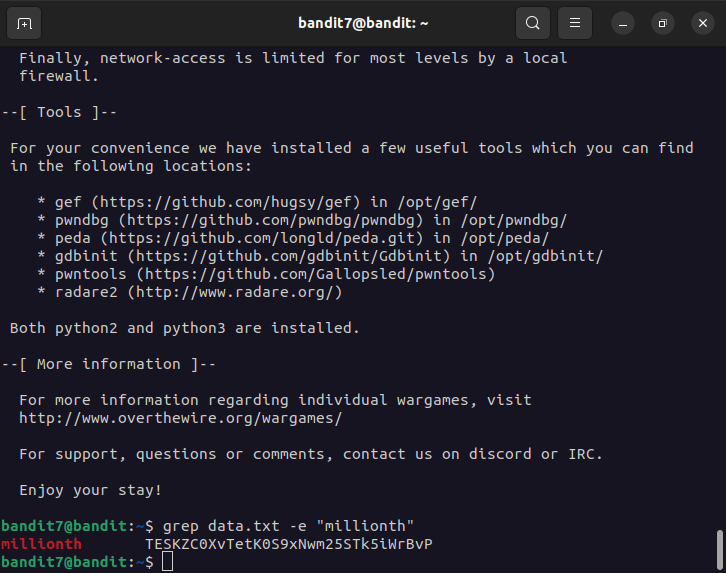 bandit7@bandit: ~
Finally, network-access is limited for most levels by a local
firewall.
--[ Tools ]--
For your convenience we have installed a few useful tools which you can find
in the following locations:
* gef (https://github.com/hugsy/gef) in /opt/gef/
* pwndbg (https://github.com/pwndbg/pwndbg) in /opt/pwndbg/
* peda (https://github.com/longld/peda.git) in /opt/peda/
* gdbinit (https://github.com/gdbinit/Gdbinit) in /opt/gdbinit/
* pwntools (https://github.com/Gallopsled/pwntools)
* radare2 (http://www.radare.org/)
Both python2 and python3 are installed.
--[ More information ]--
For more information regarding individual wargames, visit
http://www.overthewire.org/wargames/
For support, questions or comments, contact us on discord or IRC.
Enjoy your stay!
bandit7@bandit:~$ grep data.txt -e "millionth"
millionth TESKZC0XvTetK0S9xNwm25STk5iWrBvP
bandit7@bandit:~$